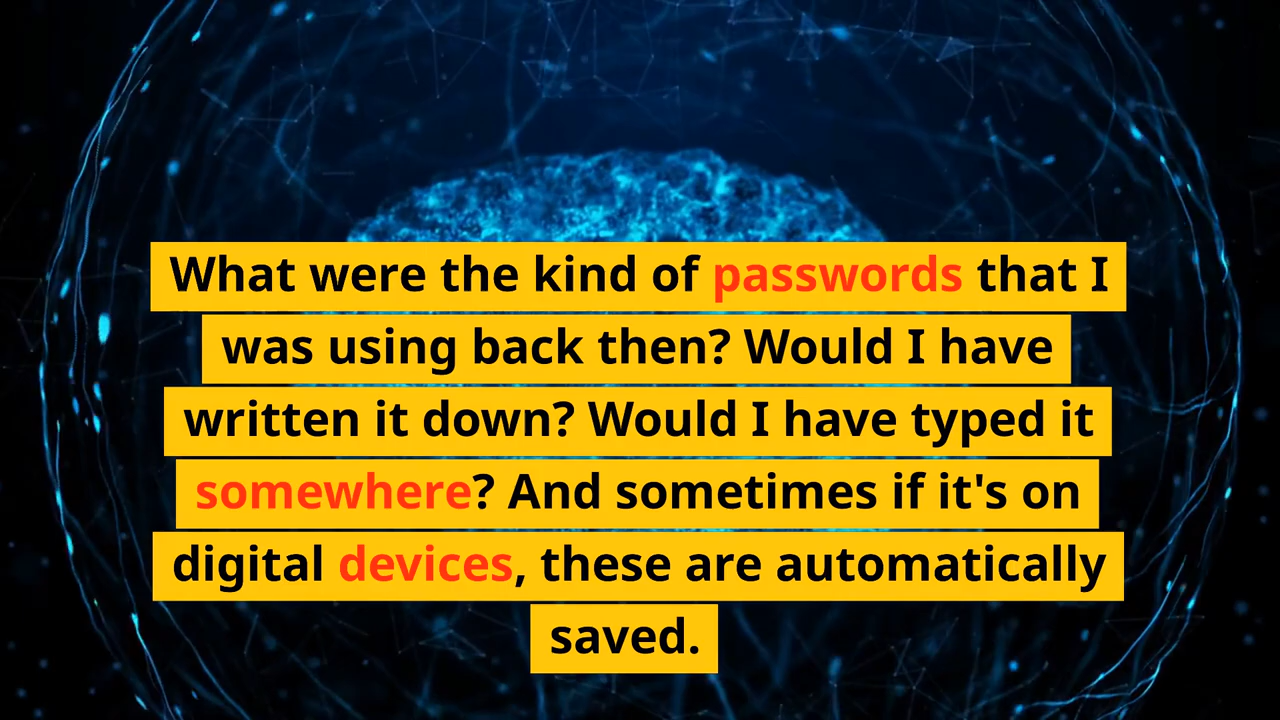 What were the kind of passwords that I
was using back then? Would I have
written it down? Would I have typed it
somewhere? And sometimes if it's on
digital devices, these are automatically
saved.